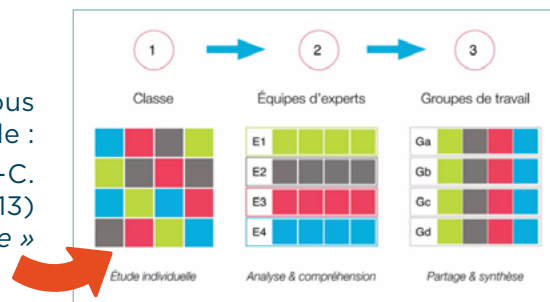 ous
le :
-C.
13)
e »
1 2 3
Classe Équipes d'experts Groupes de travail
E1 Ga
E2 Gb
E3 Gc
E4 Gd
Étude individuelle Analyse & compréhension Partage & synthèse